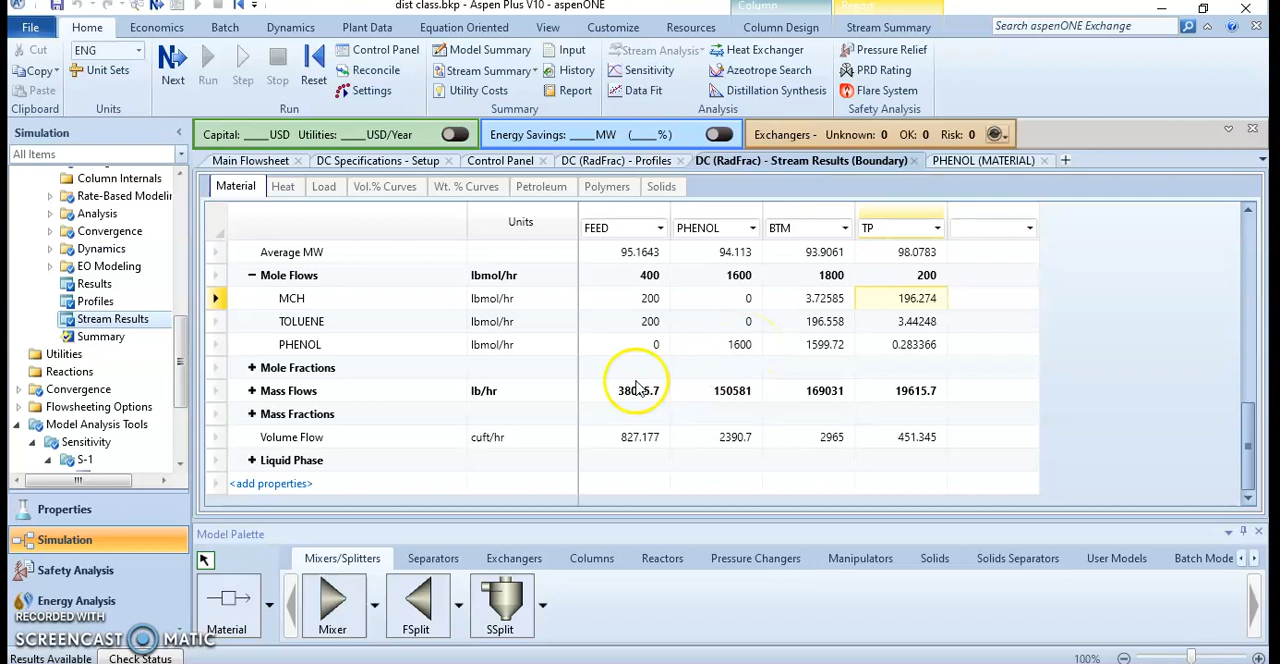 dist class.bkp - Aspen Plus V10 - aspenONE
Column
File Home Economics Batch Dynamics Plant Data Equation Oriented View Customize Resources Column Design Stream Summary Search aspenONE Exchange
Cut ENG Control Panel Model Summary Input Stream Analysis Heat Exchanger Pressure Relief
Copy Unit Sets Next Run Step Stop Reset Reconcile Stream Summary History Sensitivity Azeotrope Search PRD Rating
Paste Settings Utility Costs Report Data Fit Distillation Synthesis Flare System
Clipboard Units Run Summary Analysis Safety Analysis
Simulation
Capital: ____USD Utilities: ____USD/Year Energy Savings: ____MW (____%) Exchangers - Unknown: 0 OK: 0 Risk: 0
All Items
Main Flowsheet DC Specifications - Setup Control Panel DC (RadFrac) - Profiles DC (RadFrac) - Stream Results (Boundary) PHENOL (MATERIAL)
Column Internals
Rate-Based Modelin
Analysis
Convergence
Dynamics
EO Modeling
Results
Profiles
Stream Results
Summary
Utilities
Reactions
Convergence
Flowsheeting Options
Model Analysis Tools
Sensitivity
S-1
Properties
Simulation
Safety Analysis
Energy Analysis
RECORDED WITH
SCREENCAST MATIC
Material Heat Load Vol.% Curves Wt. % Curves Petroleum Polymers Solids
Units FEED PHENOL BTM TP
Average MW 95.1643 94.113 93.9061 98.0783
Mole Flows lbmol/hr 400 1600 1800 200
MCH lbmol/hr 200 0 3.72585 196.274
TOLUENE lbmol/hr 200 0 196.558 3.44248
PHENOL lbmol/hr 0 1600 1599.72 0.283366
Mole Fractions
Mass Flows lb/hr 150581 169031 19615.7
Mass Fractions
Volume Flow cuft/hr 827.177 2390.7 2965 451.345
Liquid Phase
<add properties>
Model Palette
Mixers/Splitters Separators Exchangers Columns Reactors Pressure Changers Manipulators Solids Solids Separators User Models Batch Mode
Material Mixer FSplit SSplit
Results Available Check Status 100%